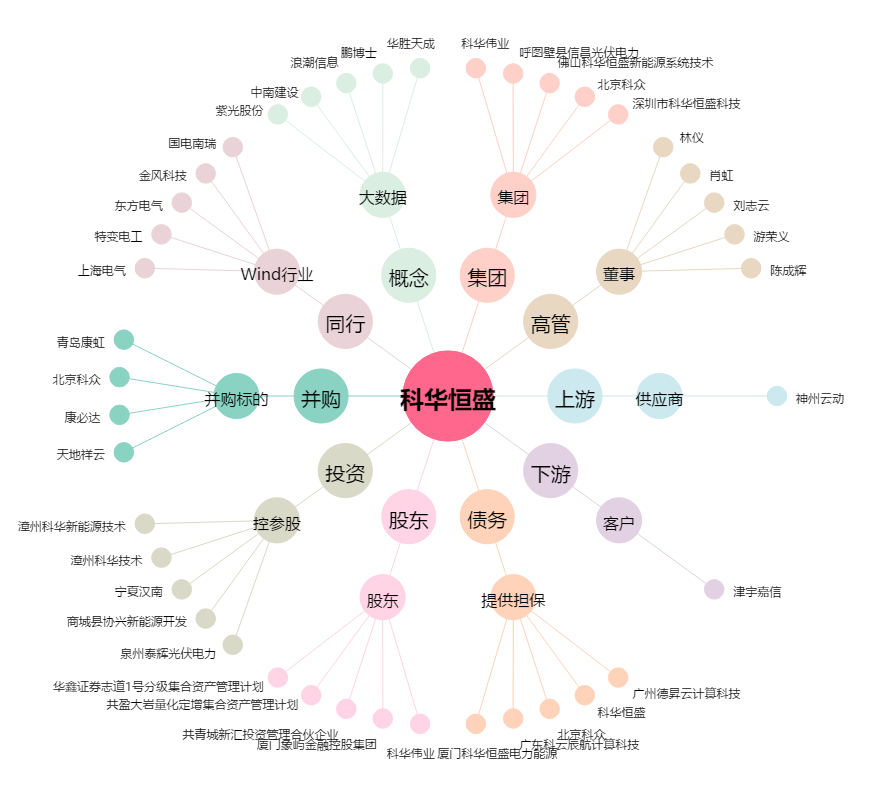 华胜天成
科华伟业
鹏博士
呼图壁县信昌光伏电力
浪潮信息
佛山科华恒盛新能源系统技术
中南建设
北京科众
紫光股份
深圳市科华恒盛科技
国电南瑞
林仪
金风科技
肖虹
大数据
集团
东方电气
刘志云
特变电工
游荣义
上海电气
Wind行业
概念
集团
董事
陈成辉
同行
高管
青岛康虹
北京科众
并购标的
并购
科华恒盛
上游
供应商
神州云动
康必达
天地祥云
投资
下游
漳州科华新能源技术
控参股
股东
债务
客户
漳州科华技术
宁夏汉南
津宇嘉信
股东
提供担保
商城县协兴新能源开发
泉州泰辉光伏电力
华鑫证券志道1号分级集合资产管理计划
广州德昇云计算科技
共盈大岩量化定增集合资产管理计划
科华恒盛
共青城新汇投资管理合伙企业
北京科众
厦门象屿金融控股集团
广东科云辰航计算科技
科华伟业
厦门科华恒盛电力能源